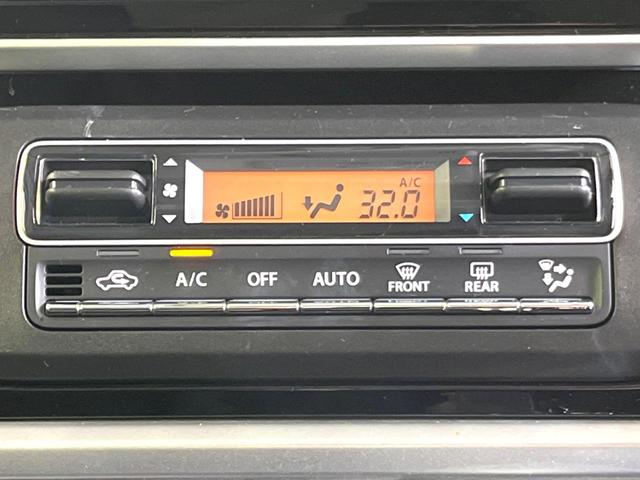 A/C
32.0
A/C OFF AUTO FRONT REAR